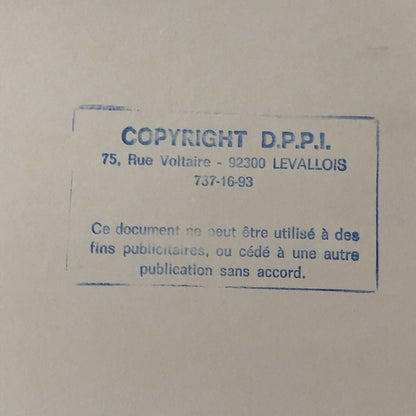 COPYRIGHT D.P.P.I.
75, Rue Voltaire - 92300 LEVALLOIS
737-16-93
Ce document ne peut être utilisé à des
fins publicitaires, ou cédé à une autre
publication sans accord.